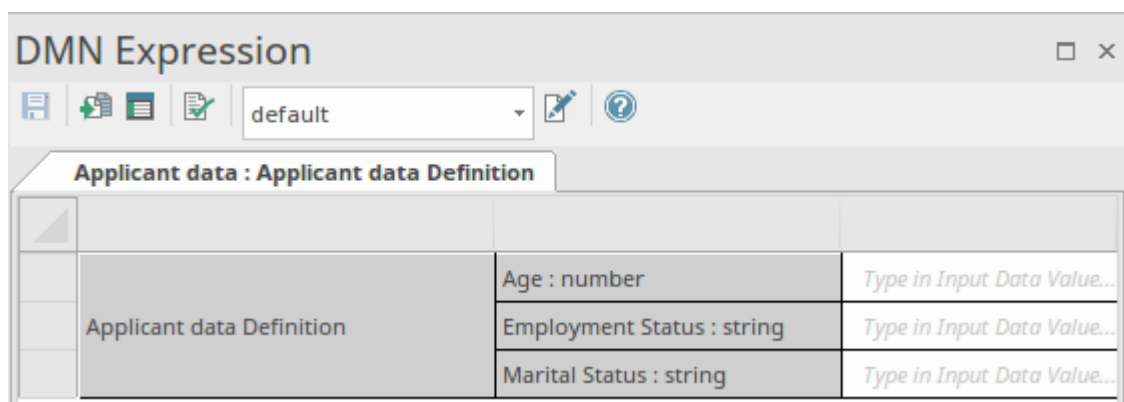 DMN Expression
default
Applicant data : Applicant data Definition
Age : number
Type in Input Data Value...
Applicant data Definition
Employment Status : string
Type in Input Data Value...
Marital Status : string
Type in Input Data Value...